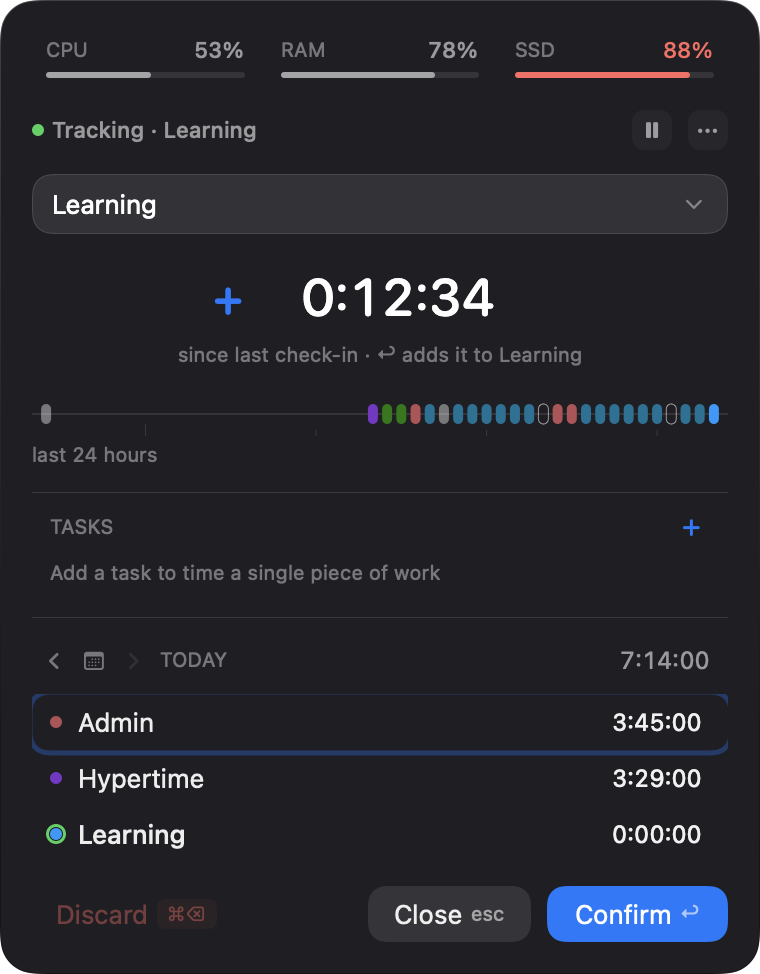 CPU 53% RAM 78% SSD 88%
Tracking · Learning
Learning
+ 0:12:34
since last check-in · ↩ adds it to Learning
last 24 hours
TASKS +
Add a task to time a single piece of work
TODAY 7:14:00
Admin 3:45:00
Hypertime 3:29:00
Learning 0:00:00
Discard ⌘⌫ Close esc Confirm ↩